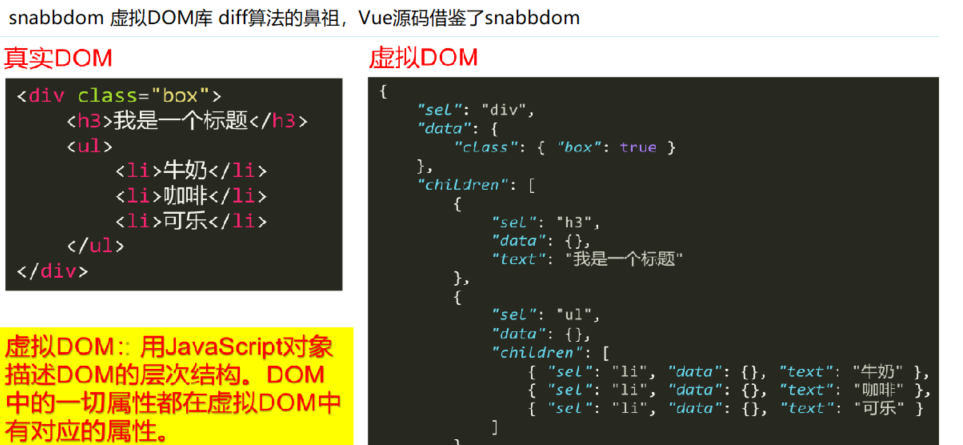 snabbdom 虚拟DOM库 diff算法的鼻祖，Vue源码借鉴了snabbdom
真实DOM
<div class="box">
    <h3>我是一个标题</h3>
    <ul>
        <li>牛奶</li>
        <li>咖啡</li>
        <li>可乐</li>
    </ul>
</div>
虚拟DOM：用JavaScript对象
描述DOM的层次结构。DOM
中的一切属性都在虚拟DOM中
有对应的属性。
虚拟DOM
{
    "sel": "div",
    "data": {
        "class": { "box": true }
    },
    "children": [
        {
            "sel": "h3",
            "data": {},
            "text": "我是一个标题"
        },
        {
            "sel": "ul",
            "data": {},
            "children": [
                { "sel": "li", "data": {}, "text": "牛奶" },
                { "sel": "li", "data": {}, "text": "咖啡" },
                { "sel": "li", "data": {}, "text": "可乐" }
            ]
        }